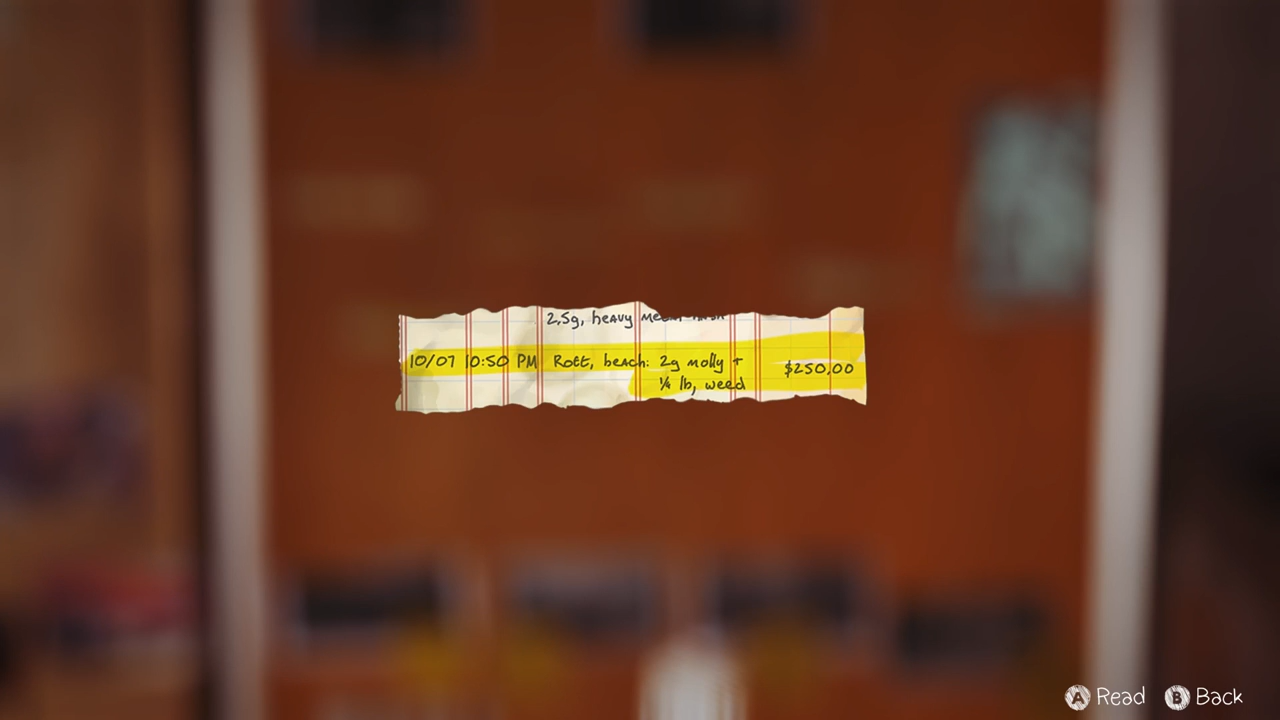 2.5g, heavy
10/07 10:50 PM Rott, beach: 2g molly + $250.00
1/4 lb, weed
A Read B Back